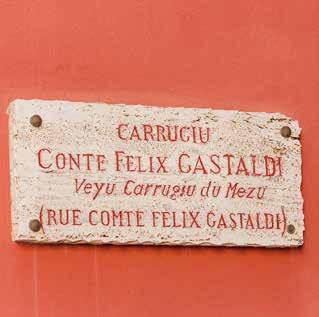 CARRUGIU
CONTE FELIX GASTALDI
Veyu Carrugiu du Mezu
(RUE COMTE FELIX GASTALDI)